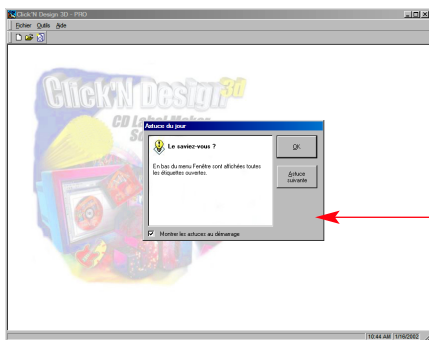 Click'N Design 3D - PRO
Fichier Outils Aide
Click'N Design 3d
CD Label Maker
Astuce du jour
Le saviez-vous ?
En bas du menu Fenêtre sont affichées toutes
les étiquettes ouvertes.
OK
Astuce
suivante
Montrer les astuces au démarrage
10:44 AM 1/16/2002